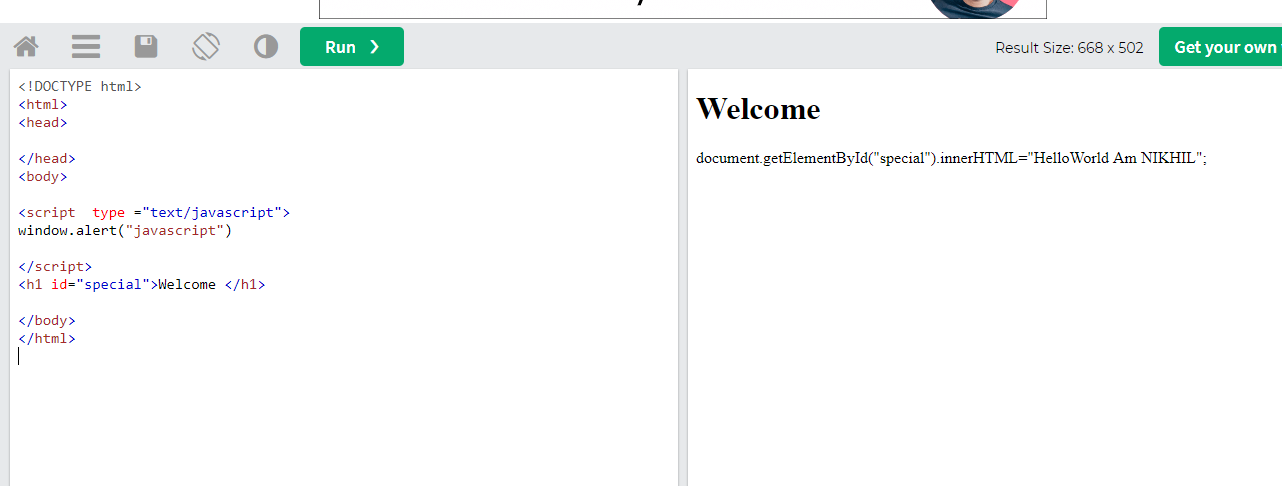 Run ❯
Result Size: 668 x 502
Get your own
<!DOCTYPE html>
<html>
<head>
</head>
<body>
<script  type ="text/javascript">
window.alert("javascript")
</script>
<h1 id="special">Welcome </h1>
</body>
</html>
Welcome
document.getElementById("special").innerHTML="HelloWorld Am NIKHIL";